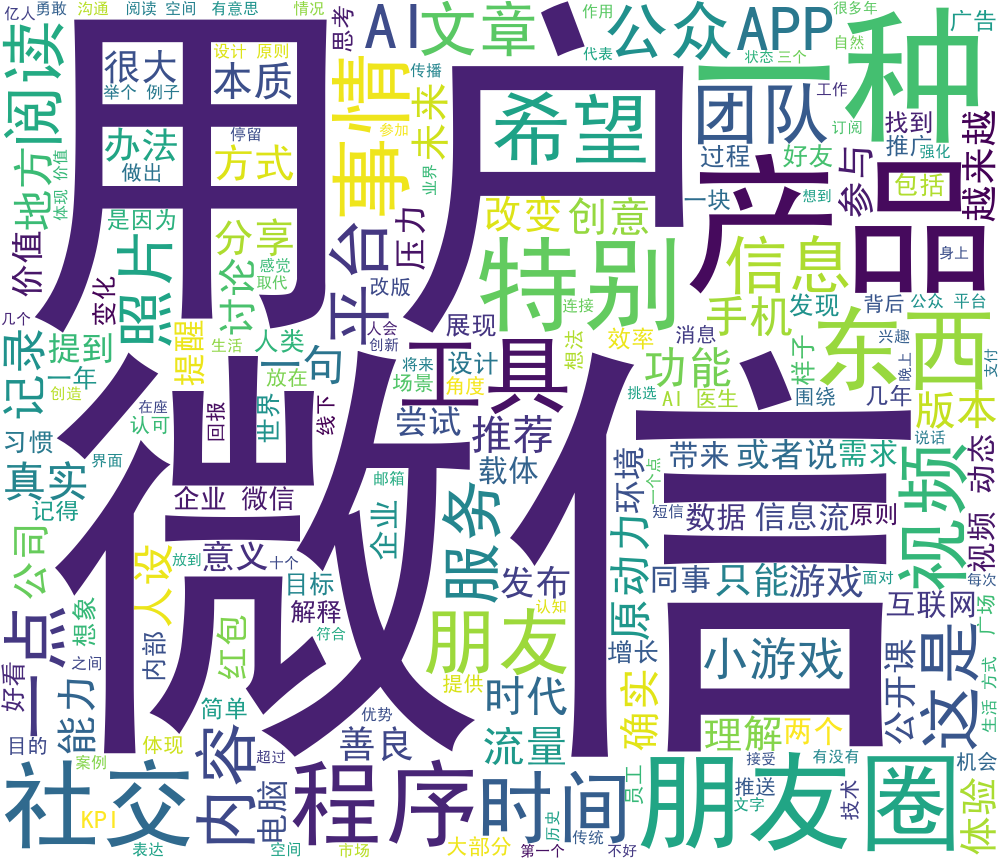 亿人
勇敢
沟通
阅读 空间
有意思
情况
思考
AI
文章
作用
公众
APP
很多年
广告
用户
阅读
很大
设计 原则
本质
举个 例子
传播
代表
状态
三个
自然
种
事情
希望
团队
工作
办法
停留
做出
方式
未来
参加
业界
过程
好友
推广
订阅
强化
找到
越来越
地方
价值
体现
价值
是因为
照片
分享
平台
压力
改变
创意
一块
想到
参与
包括
产品
特别
信息
身上
变化
讨论
感觉
取代
改版
手机
发现
背后
公众 平台
几个
记录
提到
提醒
生活
人类
人会
创新
展现
连接
效率
消息
东西
兴趣
支付
一年
创造
一句
放在
工具
将来
场景
设计
角度
想法
功能
样子
几年
晚上
版本
习惯
在座
认可
回报
世界
线下
尝试
推荐
挑选
AI 医生
围绕
真实
界面
微信
邮箱
载体
环境
带来
或者说
需求
说话
视频
动态
记得
企业 微信
企业
服务
原动力
一个点
短信
数据
信息流
原则
视频
公司
人设
放到
意义
十个
目标
发布
同事
只能
游戏
面对
每次
一点
想象
解释
认知
互联网
广场
内部
红包
符合
朋友
小游戏
公开课
这是
好看
之间
能力
增长
提供
生活 方式
目的
简单
优势
时代
确实
理解
两个
案例
体现
内容
超过
善良
流量
接受
有没有
机会
社交
KPI
电脑
程序
时间
员工
朋友圈
推送
文字
技术
体验
表达
空间
历史
市场
大部分
传统
第一个
不好